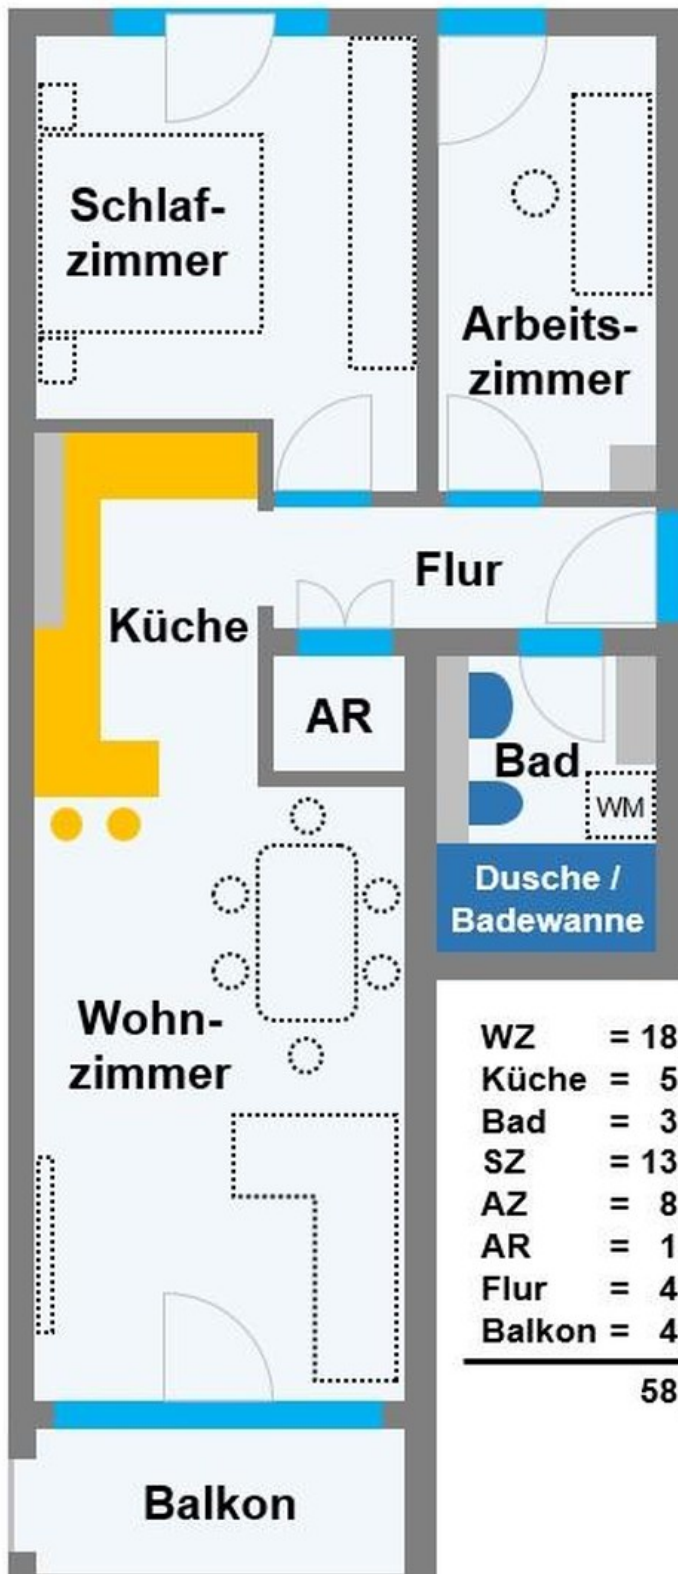 Schlaf-
zimmer
Arbeits-
zimmer
Flur
Küche
AR
Bad
WM
Dusche /
Badewanne
Wohn-
zimmer
WZ = 18
Küche = 5
Bad = 3
SZ = 13
AZ = 8
AR = 1
Flur = 4
Balkon = 4
58
Balkon